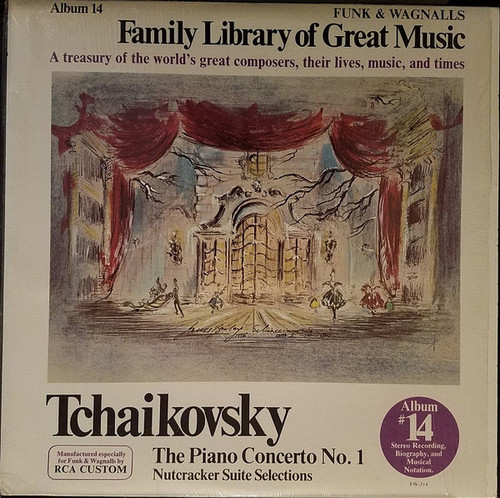 Album 14
FUNK & WAGNALLS
Family Library of Great Music
A treasury of the world's great composers, their lives, music, and times
Tchaikovsky
The Piano Concerto No. 1
Nutcracker Suite Selections
Manufactured especially
for Funk & Wagnalls by
RCA CUSTOM
Album
#14
Stereo Recording,
Biography, and
Musical
Notation.
FW-314